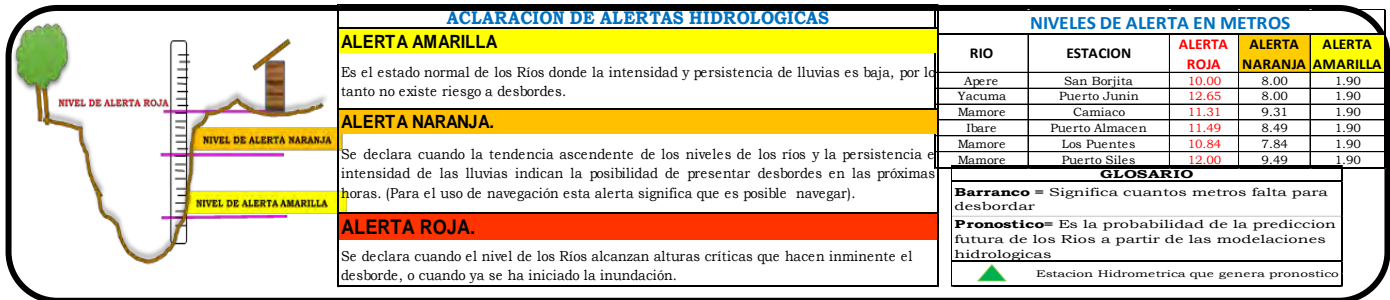 NIVEL DE ALERTA ROJA
NIVEL DE ALERTA NARANJA
NIVEL DE ALERTA AMARILLA
ACLARACION DE ALERTAS HIDROLOGICAS
ALERTA AMARILLA
Es el estado normal de los Ríos donde la intensidad y persistencia de lluvias es baja, por lo
tanto no existe riesgo a desbordes.
ALERTA NARANJA.
Se declara cuando la tendencia ascendente de los niveles de los ríos y la persistencia e
intensidad de las lluvias indican la posibilidad de presentar desbordes en las próximas
horas. (Para el uso de navegación esta alerta significa que es posible navegar).
ALERTA ROJA.
Se declara cuando el nivel de los Ríos alcanzan alturas críticas que hacen inminente el
desborde, o cuando ya se ha iniciado la inundación.
NIVELES DE ALERTA EN METROS
RIO ESTACION ALERTA ROJA ALERTA NARANJA ALERTA AMARILLA
Apere San Borjita 10.00 8.00 1.90
Yacuma Puerto Junin 12.65 8.00 1.90
Mamore Camiaco 11.31 9.31 1.90
Ibare Puerto Almacen 11.49 8.49 1.90
Mamore Los Puentes 10.84 7.84 1.90
Mamore Puerto Siles 12.00 9.49 1.90
GLOSARIO
Barranco = Significa cuantos metros falta para
desbordar
Pronostico= Es la probabilidad de la prediccion
futura de los Rios a partir de las modelaciones
hidrologicas
Estacion Hidrometrica que genera pronostico